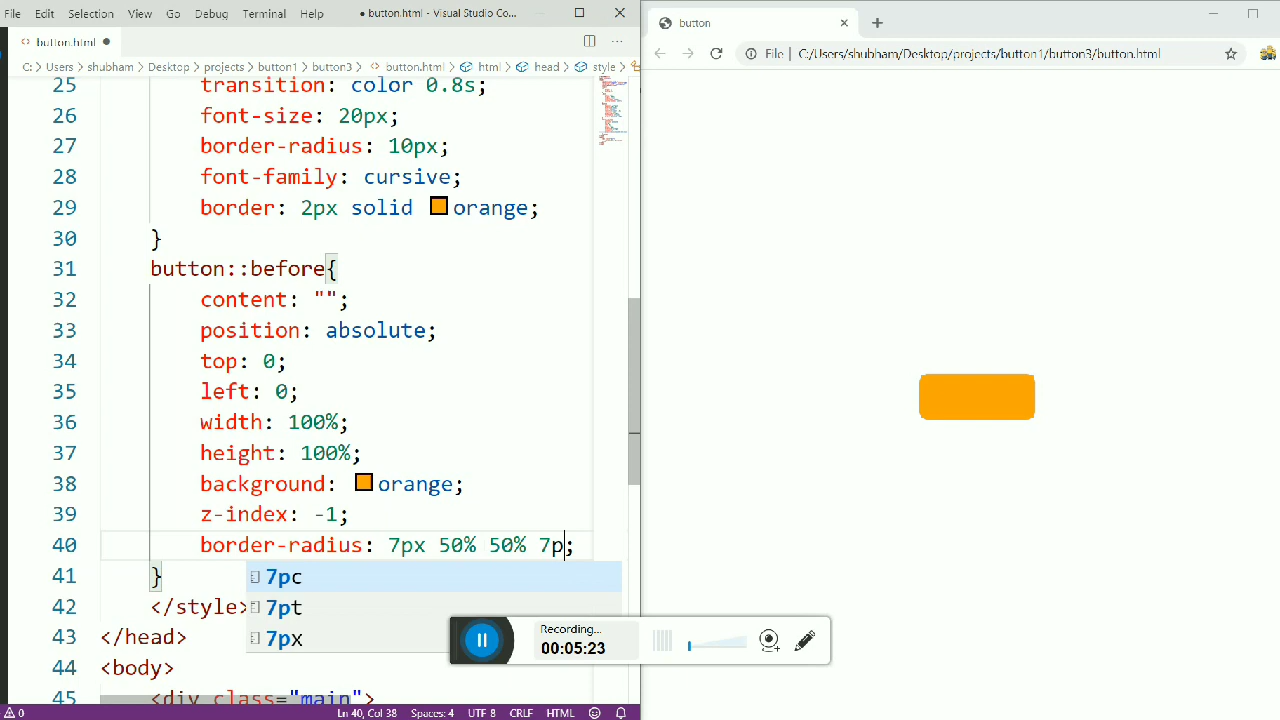 File Edit Selection View Go Debug Terminal Help ● button.html - Visual Studio Co...
button
button.html
File C:/Users/shubham/Desktop/projects/button1/button3/button.html
C: > Users > shubham > Desktop > projects > button1 > button3 > button.html > html > head > style >
25 transition: color 0.8s;
26 font-size: 20px;
27 border-radius: 10px;
28 font-family: cursive;
29 border: 2px solid orange;
30 }
31 button::before{
32 content: "";
33 position: absolute;
34 top: 0;
35 left: 0;
36 width: 100%;
37 height: 100%;
38 background: orange;
39 z-index: -1;
40 border-radius: 7px 50% 50% 7p;
41 }
7pc
42 </style>
7pt
43 </head>
7px
44 <body>
45 <div class="main">
Recording...
00:05:23
0 Ln 40, Col 38 Spaces: 4 UTF 8 CRLF HTML